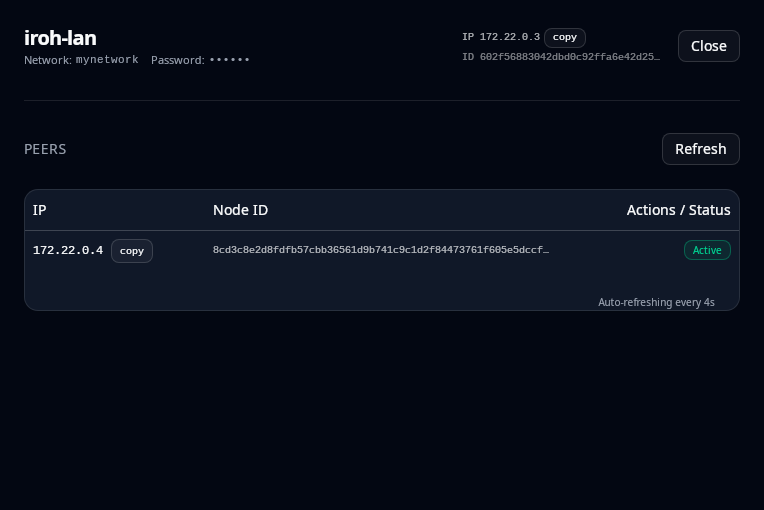 iroh-lan
Network: mynetwork Password: ••••••
IP 172.22.0.3 copy
ID 602f56883042dbd0c92ffa6e42d25…
Close
PEERS
Refresh
IP Node ID Actions / Status
172.22.0.4 copy 8cd3c8e2d8fdfb57cbb36561d9b741c9c1d2f84473761f605e5dccf… Active
Auto-refreshing every 4s